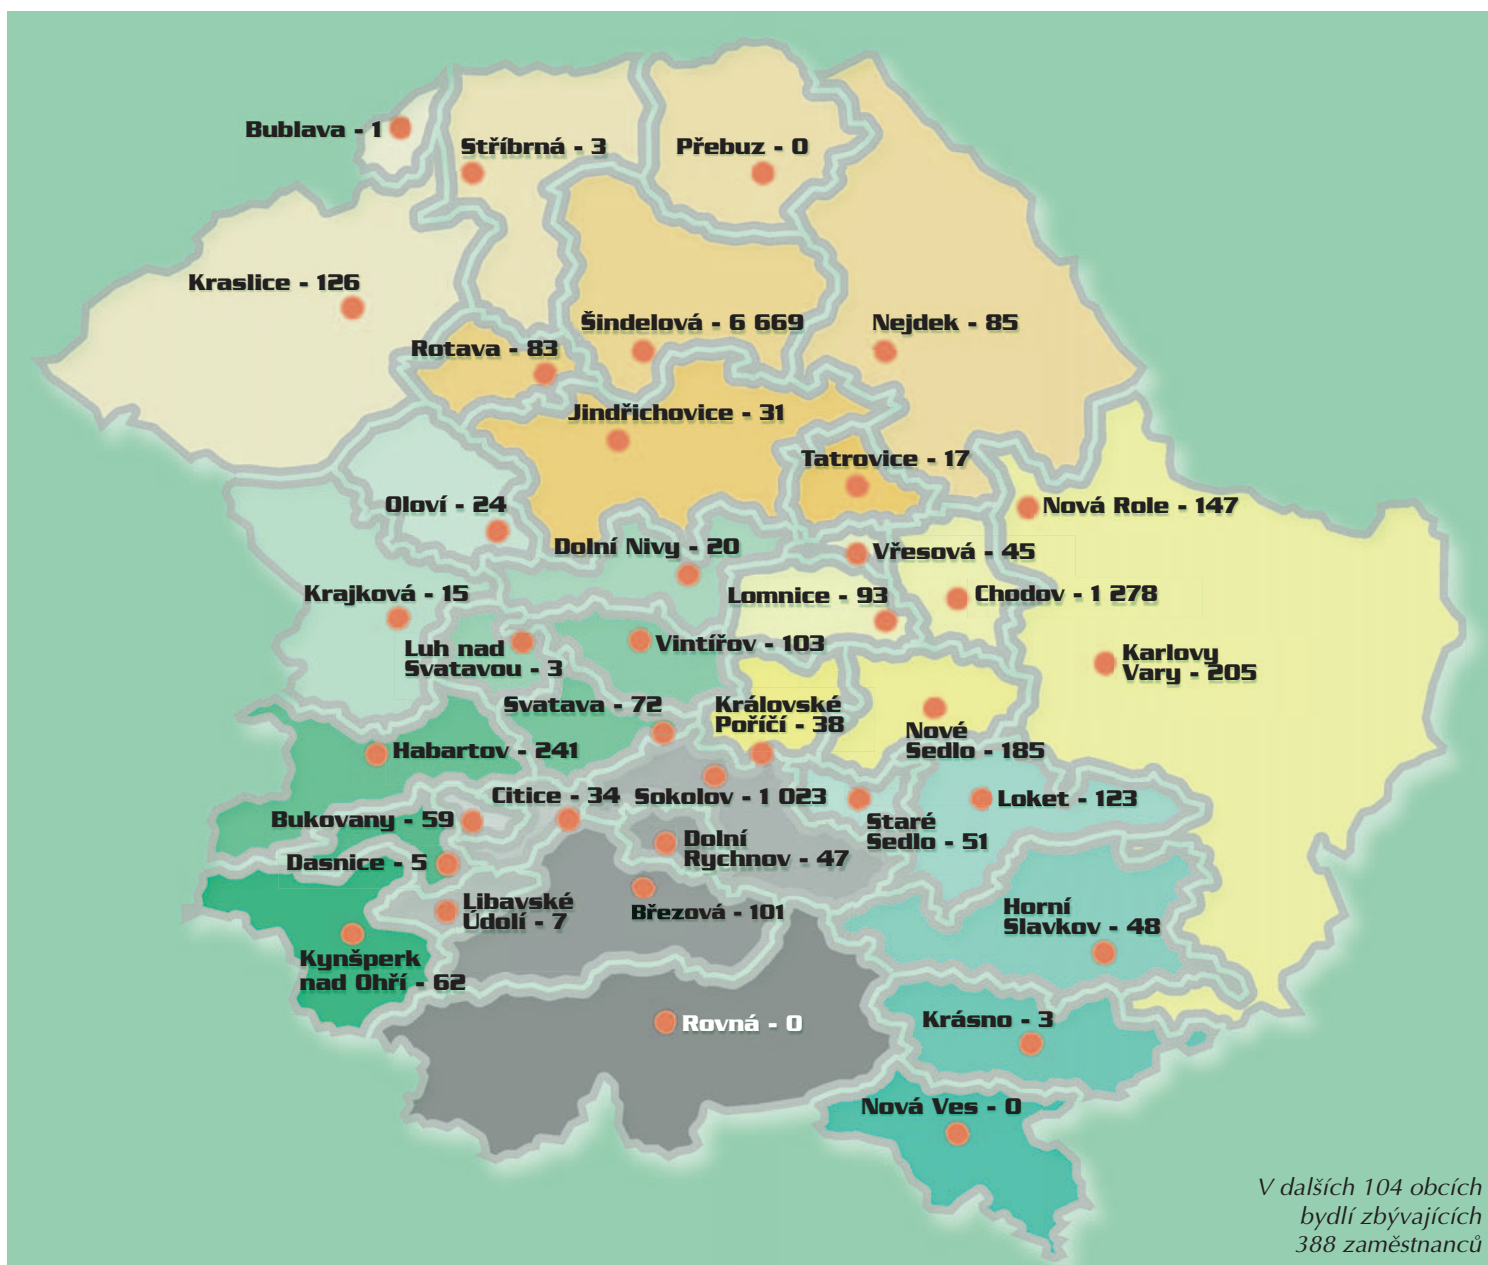 Bublava - 1
Stříbrná - 3
Přebuz - 0
Kraslice - 126
Šindelová - 6 669
Nejdek - 85
Rotava - 83
Jindřichovice - 31
Tatrovice - 17
Oloví - 24
Nová Role - 147
Dolní Nivy - 20
Vřesová - 45
Krajková - 15
Lomnice - 93
Chodov - 1 278
Luh nad
Svatavou - 3
Vintířov - 103
Karlovy
Vary - 205
Svatava - 72
Královské
Poříčí - 38
Nové
Sedlo - 185
Habartov - 241
Citice - 34
Sokolov - 1 023
Loket - 123
Bukovany - 59
Staré
Sedlo - 51
Dolní
Rychnov - 47
Dasnice - 5
Libavské
Údolí - 7
Březová - 101
Horní
Slavkov - 48
Kynšperk
nad Ohří - 62
Rovná - 0
Krásno - 3
Nová Ves - 0
V dalších 104 obcích
bydlí zbývajících
388 zaměstnanců